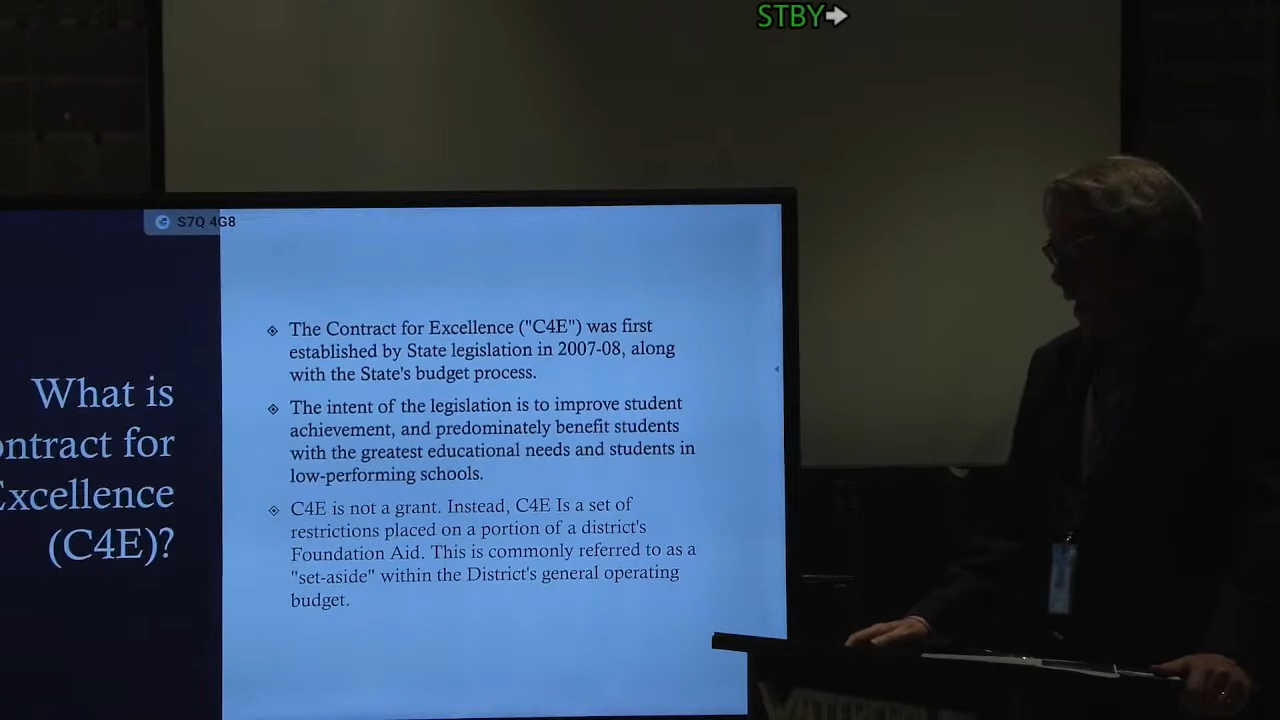 STBY
S7Q 4G8
What is
ontract for
Excellence
(C4E)?
The Contract for Excellence ("C4E") was first
established by State legislation in 2007-08, along
with the State's budget process.
The intent of the legislation is to improve student
achievement, and predominately benefit students
with the greatest educational needs and students in
low-performing schools.
C4E is not a grant. Instead, C4E Is a set of
restrictions placed on a portion of a district's
Foundation Aid. This is commonly referred to as a
"set-aside" within the District's general operating
budget.